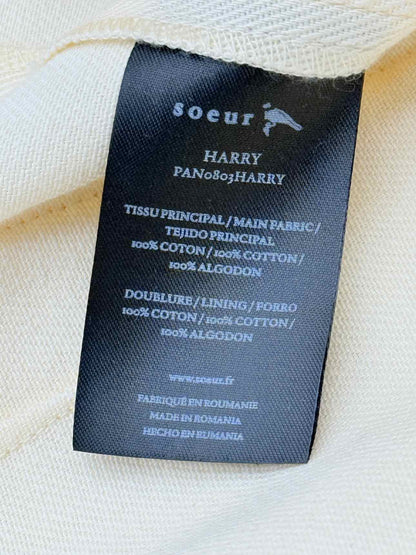 soeur
HARRY
PAN0803HARRY
TISSU PRINCIPAL / MAIN FABRIC /
TEJIDO PRINCIPAL
100% COTON / 100% COTTON /
100% ALGODON
DOUBLURE / LINING / FORRO
100% COTON / 100% COTTON /
100% ALGODON
www.soeur.fr
FABRIQUÉ EN ROUMANIE
MADE IN ROMANIA
HECHO EN RUMANIA